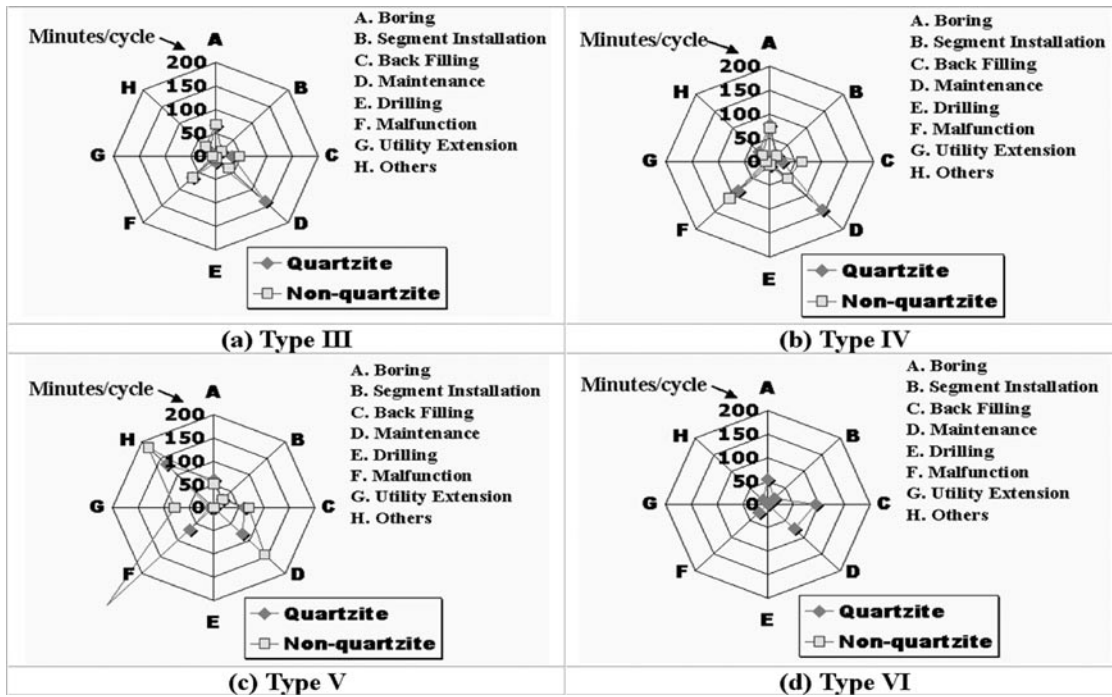 Minutes/cycle
A
200
150
100
50
0
B
C
D
E
F
G
H
A. Boring
B. Segment Installation
C. Back Filling
D. Maintenance
E. Drilling
F. Malfunction
G. Utility Extension
H. Others
Quartzite
Non-quartzite
(a) Type III
Minutes/cycle
A
200
150
100
50
0
B
C
D
E
F
G
H
A. Boring
B. Segment Installation
C. Back Filling
D. Maintenance
E. Drilling
F. Malfunction
G. Utility Extension
H. Others
Quartzite
Non-quartzite
(b) Type IV
Minutes/cycle
A
200
150
100
50
0
B
C
D
E
F
G
H
A. Boring
B. Segment Installation
C. Back Filling
D. Maintenance
E. Drilling
F. Malfunction
G. Utility Extension
H. Others
Quartzite
Non-quartzite
(c) Type V
Minutes/cycle
A
200
150
100
50
0
B
C
D
E
F
G
H
A. Boring
B. Segment Installation
C. Back Filling
D. Maintenance
E. Drilling
F. Malfunction
G. Utility Extension
H. Others
Quartzite
Non-quartzite
(d) Type VI